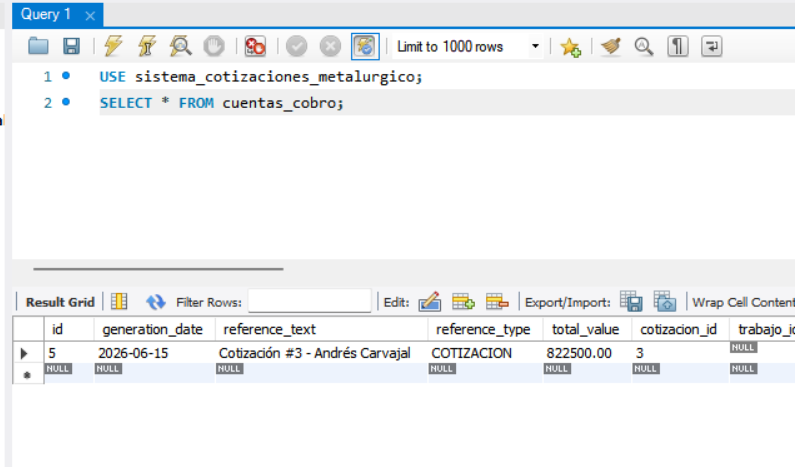 Query 1
Limit to 1000 rows
1 USE sistema_cotizaciones_metalurgico;
2 SELECT * FROM cuentas_cobro;
Result Grid Filter Rows: Edit: Export/Import: Wrap Cell Content
id generation_date reference_text reference_type total_value cotizacion_id trabajo_i
5 2026-06-15 Cotización #3 - Andrés Carvajal COTIZACION 822500.00 3 NULL
NULL NULL NULL NULL NULL NULL NULL